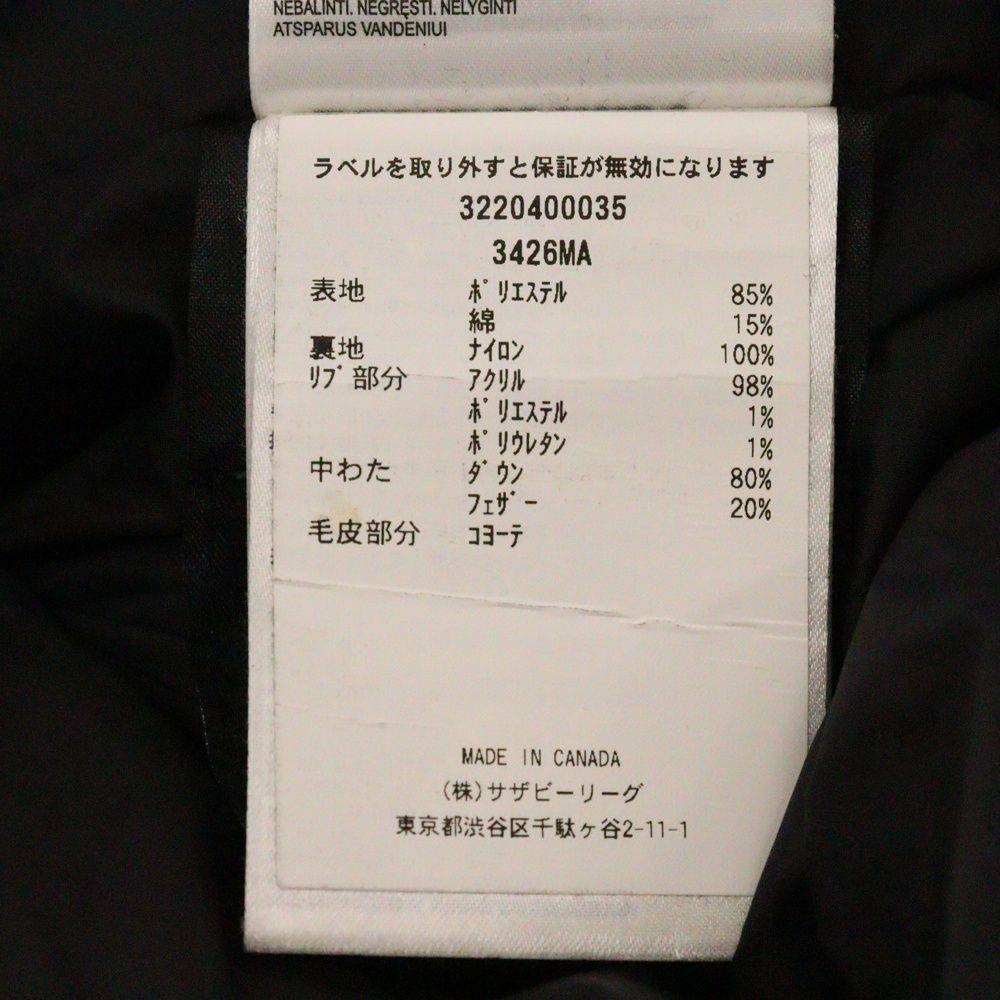 NEBALINTI. NEGRĘSTI. NELYGINTI
ATSPARUS VANDENIUI
ラベルを取り外すと保証が無効になります
3220400035
3426MA
表地 ﾎﾟﾘｴｽﾃﾙ 85%
綿 15%
裏地 ﾅｲﾛﾝ 100%
ﾘﾌﾞ部分 ｱｸﾘﾙ 98%
ﾎﾟﾘｴｽﾃﾙ 1%
ﾎﾟﾘｳﾚﾀﾝ 1%
中わた ﾀﾞｳﾝ 80%
ﾌｪｻﾞｰ 20%
毛皮部分 ｺﾖｰﾃ
MADE IN CANADA
(株)サザビーリーグ
東京都渋谷区千駄ヶ谷2-11-1